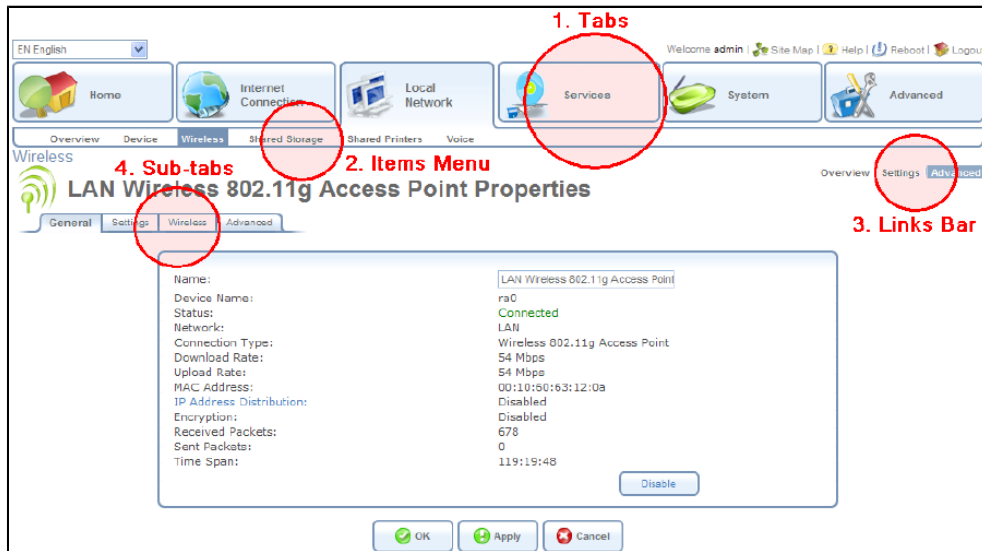 1. Tabs
EN English
Welcome admin | Site Map | Help | Reboot | Logou
Home
Internet Connection
Local Network
Services
System
Advanced
Overview Device Wireless Shared Storage Shared Printers Voice
Wireless
4. Sub-tabs
2. Items Menu
Overview Settings Advanced
LAN Wireless 802.11g Access Point Properties
3. Links Bar
General Settings Wireless Advanced
Name: LAN Wireless 802.11g Access Point
Device Name: ra0
Status: Connected
Network: LAN
Connection Type: Wireless 802.11g Access Point
Download Rate: 54 Mbps
Upload Rate: 54 Mbps
MAC Address: 00:10:60:63:12:0a
IP Address Distribution: Disabled
Encryption: Disabled
Received Packets: 678
Sent Packets: 0
Time Span: 119:19:48
Disable
OK Apply Cancel